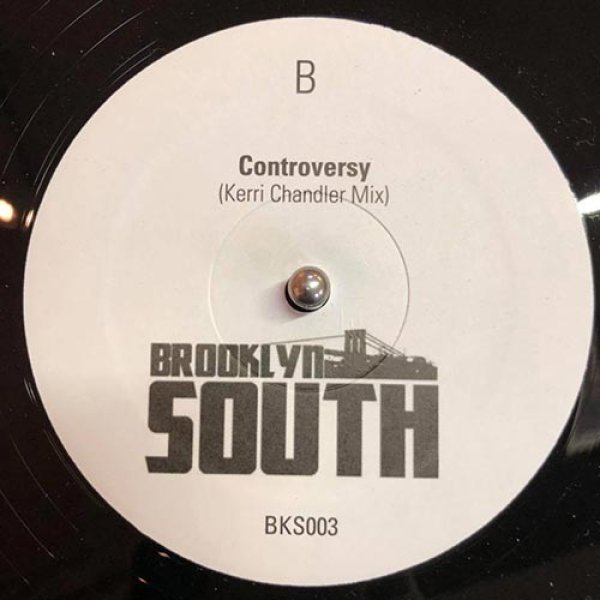 B
Controversy
(Kerri Chandler Mix)
BROOKLYN
SOUTH
BKS003